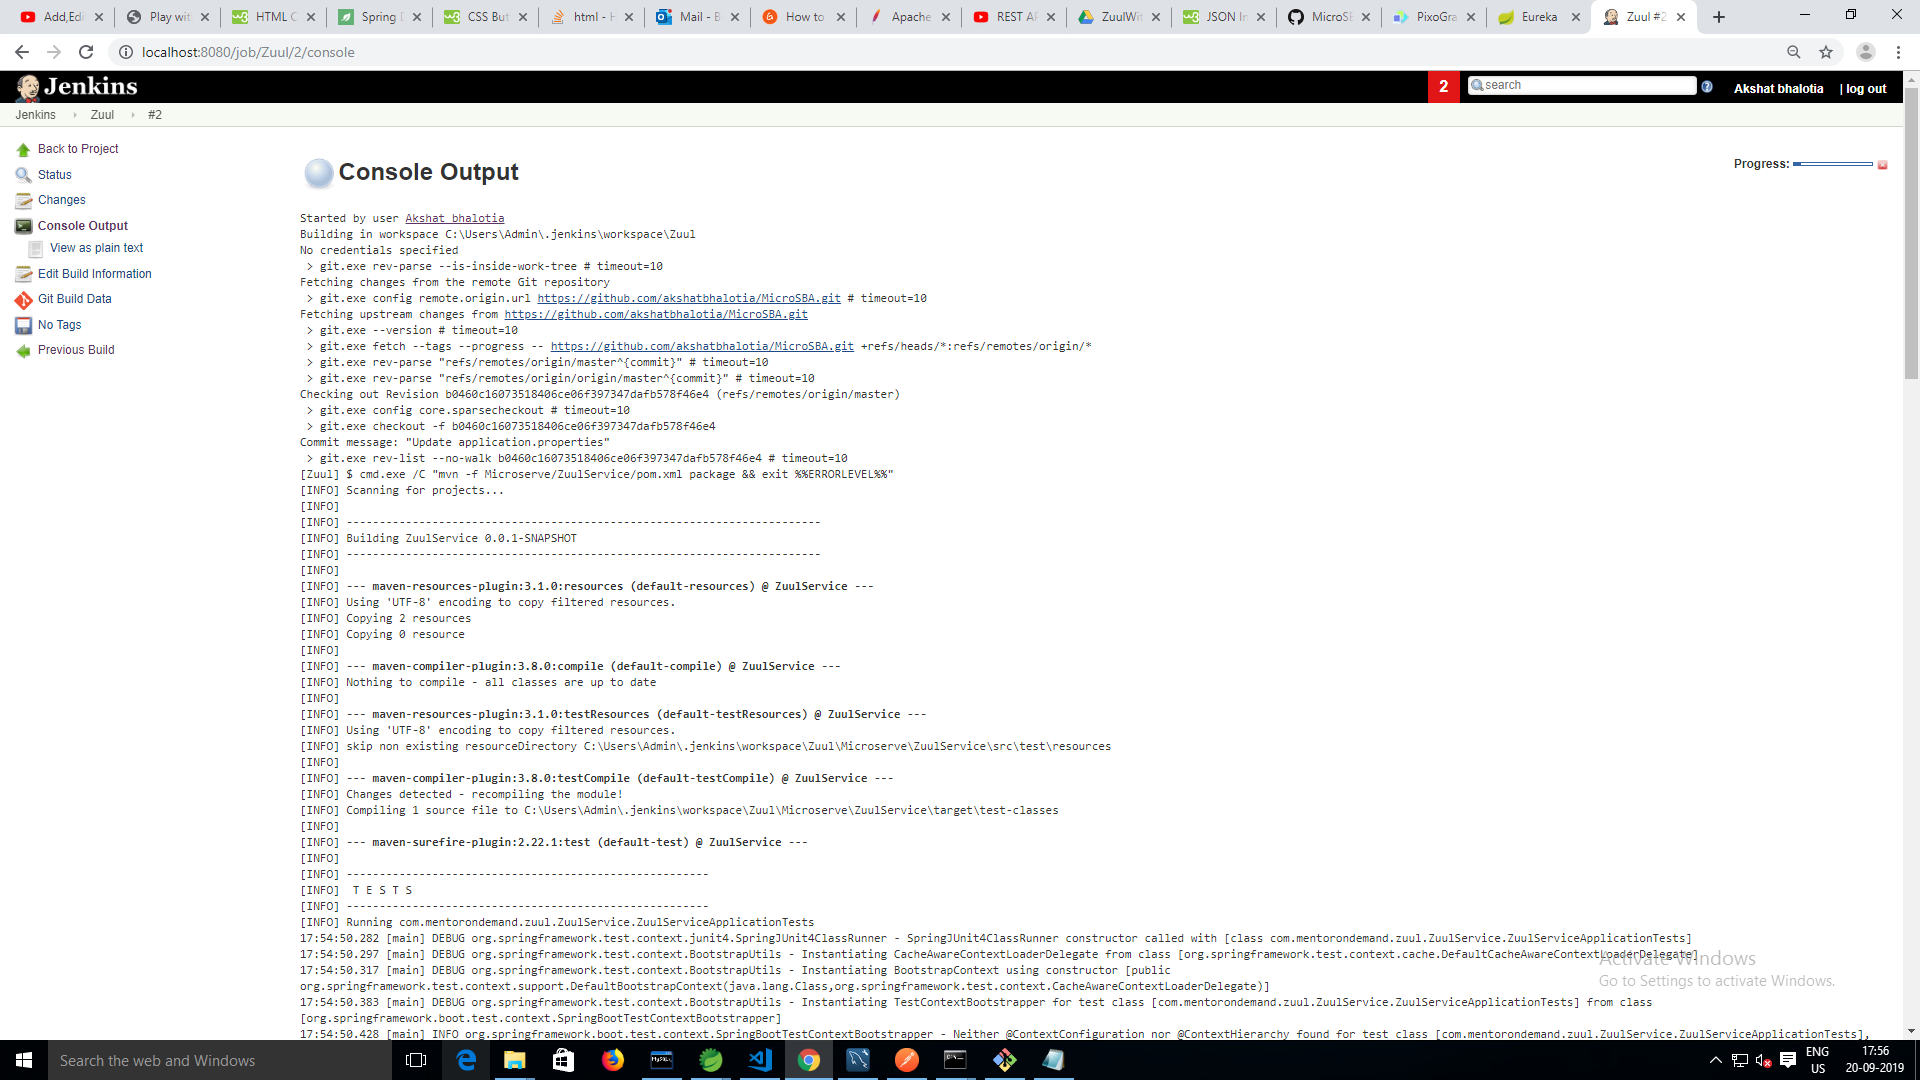 Add,Edi
Play wit
HTML C
Spring D
CSS But
html - H
Mail - B
How to
Apache
REST AP
ZuulWit
JSON In
MicroSB
PixoGra
Eureka
Zuul #2
localhost:8080/job/Zuul/2/console
Jenkins
2
search
Akshat bhalotia
| log out
Jenkins
Zuul
#2
Back to Project
Status
Changes
Console Output
View as plain text
Edit Build Information
Git Build Data
No Tags
Previous Build
Console Output
Progress:
Started by user Akshat bhalotia
Building in workspace C:\Users\Admin\.jenkins\workspace\Zuul
No credentials specified
> git.exe rev-parse --is-inside-work-tree # timeout=10
Fetching changes from the remote Git repository
> git.exe config remote.origin.url https://github.com/akshatbhalotia/MicroSBA.git # timeout=10
Fetching upstream changes from https://github.com/akshatbhalotia/MicroSBA.git
> git.exe --version # timeout=10
> git.exe fetch --tags --progress -- https://github.com/akshatbhalotia/MicroSBA.git +refs/heads/*:refs/remotes/origin/*
> git.exe rev-parse "refs/remotes/origin/master^{commit}" # timeout=10
> git.exe rev-parse "refs/remotes/origin/origin/master^{commit}" # timeout=10
Checking out Revision b0460c16073518406ce06f397347dafb578f46e4 (refs/remotes/origin/master)
> git.exe config core.sparsecheckout # timeout=10
> git.exe checkout -f b0460c16073518406ce06f397347dafb578f46e4
Commit message: "Update application.properties"
> git.exe rev-list --no-walk b0460c16073518406ce06f397347dafb578f46e4 # timeout=10
[Zuul] $ cmd.exe /C "mvn -f Microserve/ZuulService/pom.xml package && exit %%ERRORLEVEL%%"
[INFO] Scanning for projects...
[INFO]
[INFO] ------------------------------------------------------------------------
[INFO] Building ZuulService 0.0.1-SNAPSHOT
[INFO] ------------------------------------------------------------------------
[INFO]
[INFO] --- maven-resources-plugin:3.1.0:resources (default-resources) @ ZuulService ---
[INFO] Using 'UTF-8' encoding to copy filtered resources.
[INFO] Copying 2 resources
[INFO] Copying 0 resource
[INFO]
[INFO] --- maven-compiler-plugin:3.8.0:compile (default-compile) @ ZuulService ---
[INFO] Nothing to compile - all classes are up to date
[INFO]
[INFO] --- maven-resources-plugin:3.1.0:testResources (default-testResources) @ ZuulService ---
[INFO] Using 'UTF-8' encoding to copy filtered resources.
[INFO] skip non existing resourceDirectory C:\Users\Admin\.jenkins\workspace\Zuul\Microserve\ZuulService\src\test\resources
[INFO]
[INFO] --- maven-compiler-plugin:3.8.0:testCompile (default-testCompile) @ ZuulService ---
[INFO] Changes detected - recompiling the module!
[INFO] Compiling 1 source file to C:\Users\Admin\.jenkins\workspace\Zuul\Microserve\ZuulService\target\test-classes
[INFO]
[INFO] --- maven-surefire-plugin:2.22.1:test (default-test) @ ZuulService ---
[INFO]
[INFO] -------------------------------------------------------
[INFO]  T E S T S
[INFO] -------------------------------------------------------
[INFO] Running com.mentorondemand.zuul.ZuulService.ZuulServiceApplicationTests
17:54:50.282 [main] DEBUG org.springframework.test.context.junit4.SpringJUnit4ClassRunner - SpringJUnit4ClassRunner constructor called with [class com.mentorondemand.zuul.ZuulService.ZuulServiceApplicationTests]
17:54:50.297 [main] DEBUG org.springframework.test.context.BootstrapUtils - Instantiating CacheAwareContextLoaderDelegate from class [org.springframework.test.context.cache.DefaultCacheAwareContextLoaderDelegate]
17:54:50.317 [main] DEBUG org.springframework.test.context.BootstrapUtils - Instantiating BootstrapContext using constructor [public
org.springframework.test.context.support.DefaultBootstrapContext(java.lang.Class,org.springframework.test.context.CacheAwareContextLoaderDelegate)]
17:54:50.383 [main] DEBUG org.springframework.test.context.BootstrapUtils - Instantiating TestContextBootstrapper for test class [com.mentorondemand.zuul.ZuulService.ZuulServiceApplicationTests] from class
[org.springframework.boot.test.context.SpringBootTestContextBootstrapper]
17:54:50.428 [main] INFO org.springframework.boot.test.context.SpringBootTestContextBootstrapper - Neither @ContextConfiguration nor @ContextHierarchy found for test class [com.mentorondemand.zuul.ZuulService.ZuulServiceApplicationTests],
Activate Windows
Go to Settings to activate Windows.
Search the web and Windows
ENG
US
17:56
20-09-2019